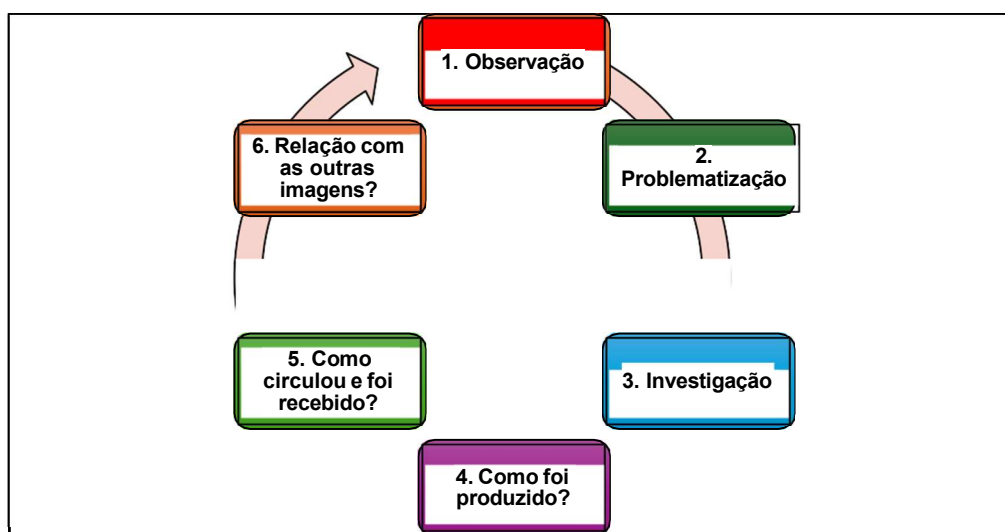 1. Observação
2.
Problematização
3. Investigação
4. Como foi
produzido?
5. Como
circulou e foi
recebido?
6. Relação com
as outras
imagens?